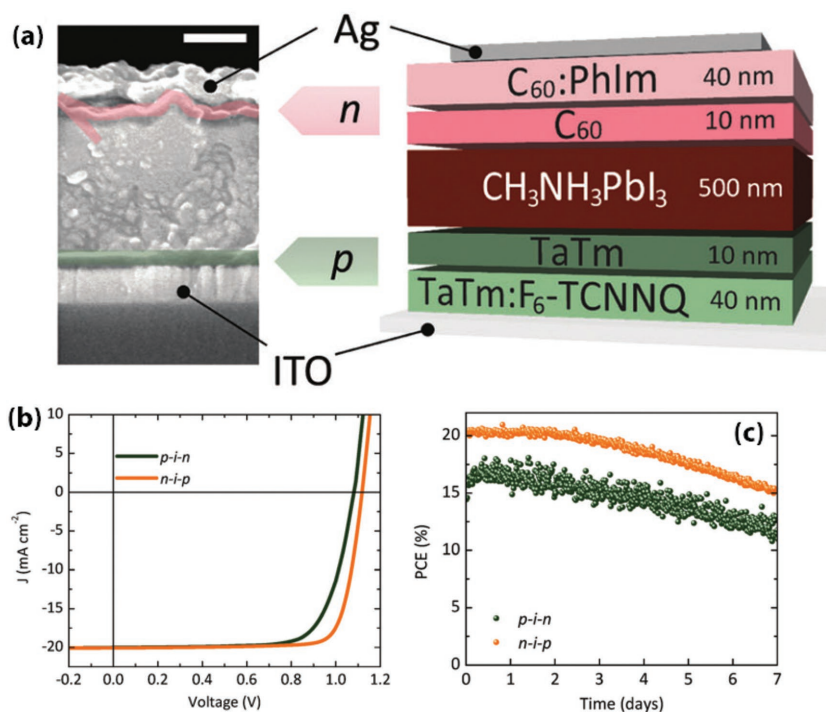 (a)
Ag
n
p
ITO
C₆₀:PhIm 40 nm
C₆₀ 10 nm
CH₃NH₃PbI₃ 500 nm
TaTm 10 nm
TaTm:F₆-TCNNQ 40 nm
(b)
10
5
0
-5
-10
-15
-20
J (mA cm⁻²)
p-i-n
n-i-p
-0.2 0.0 0.2 0.4 0.6 0.8 1.0 1.2
Voltage (V)
(c)
20
15
15
0
PCE (%)
p-i-n
n-i-p
0 0 1 2 3 4 5 6 7
Time (days)